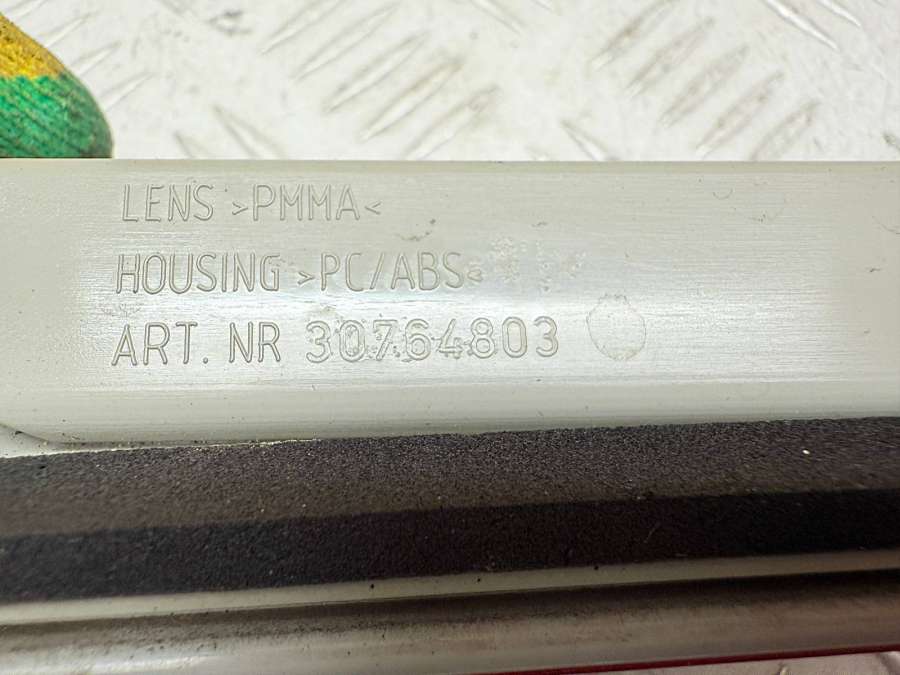 LENS >PMMA<
HOUSING >PC/ABS<
ART. NR 30764803